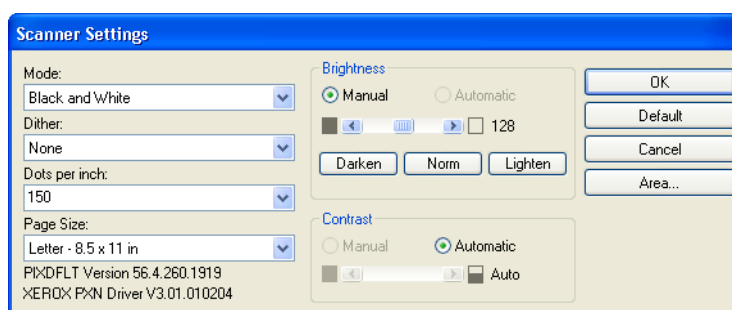 Scanner Settings
Mode:
Black and White
Dither:
None
Dots per inch:
150
Page Size:
Letter - 8.5 x 11 in
PIXDFLT Version 56.4.260.1919
XEROX PXN Driver V3.01.010204
Brightness
Manual Automatic
128
Darken Norm Lighten
Contrast
Manual Automatic
Auto
OK
Default
Cancel
Area...